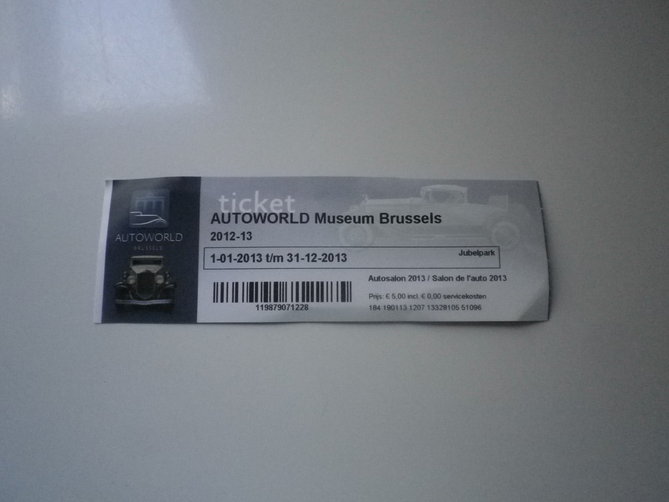 ticket
AUTOWORLD
BRUSSELS
AUTOWORLD Museum Brussels
2012-13
1-01-2013 t/m 31-12-2013
Jubelpark
Autosalon 2013 / Salon de l'auto 2013
Prijs: € 5,00 incl. € 0,00 servicekosten
119879071228
184 190113 1207 13328105 51096